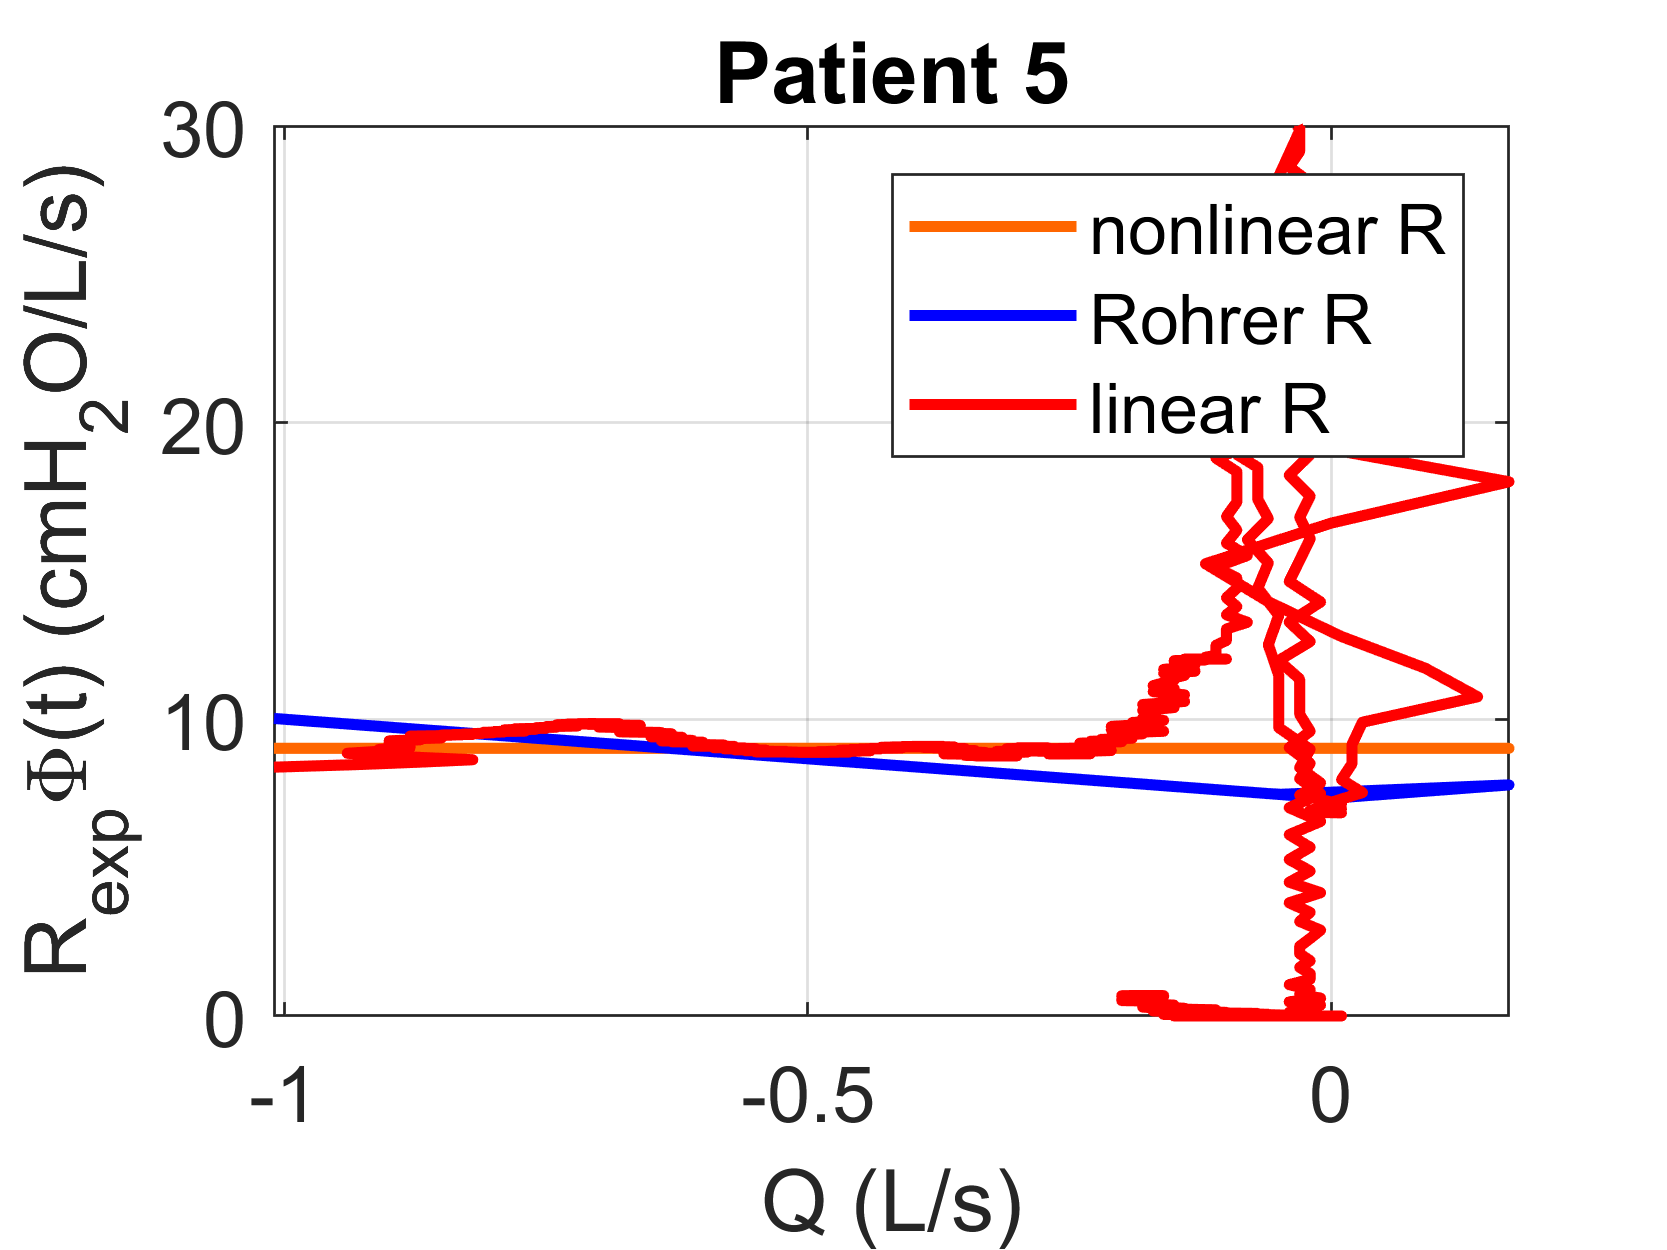 Patient 5
R_exp Φ(t) (cmH_2O/L/s)
30
20
10
0
nonlinear R
Rohrer R
linear R
-1
-0.5
0
Q (L/s)